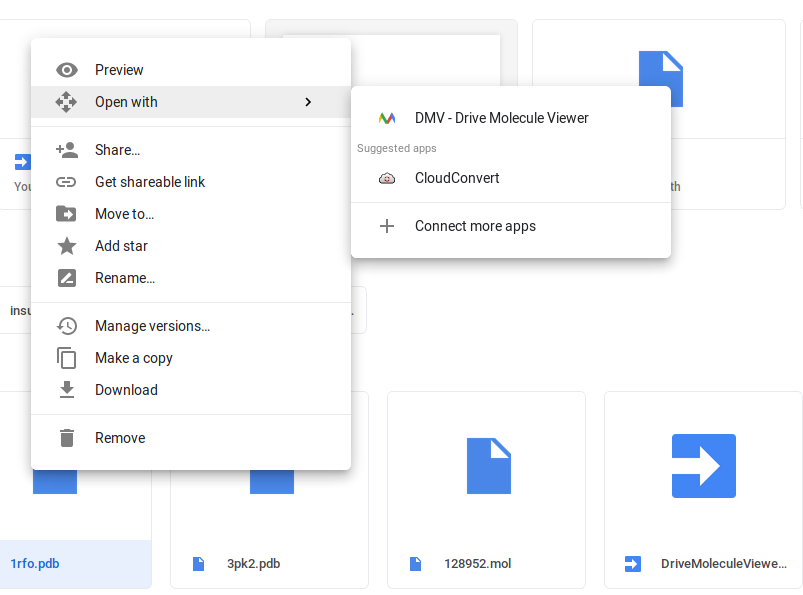 Preview
Open with
DMV - Drive Molecule Viewer
Suggested apps
CloudConvert
Connect more apps
Share...
Get shareable link
Move to...
Add star
Rename...
Manage versions...
Make a copy
Download
Remove
You
th
insu
.
1rfo.pdb
3pk2.pdb
128952.mol
DriveMoleculeViewe...